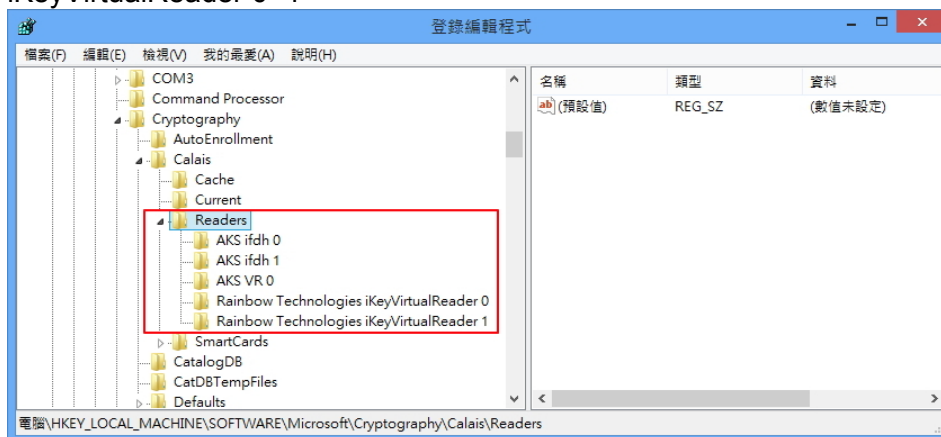 登錄編輯程式
檔案(F) 編輯(E) 檢視(V) 我的最愛(A) 說明(H)
COM3
Command Processor
Cryptography
AutoEnrollment
Calais
Cache
Current
Readers
AKS ifdh 0
AKS ifdh 1
AKS VR 0
Rainbow Technologies iKeyVirtualReader 0
Rainbow Technologies iKeyVirtualReader 1
SmartCards
CatalogDB
CatDBTempFiles
Defaults
名稱 類型 資料
(預設值) REG_SZ (數值未設定)
電腦\HKEY_LOCAL_MACHINE\SOFTWARE\Microsoft\Cryptography\Calais\Readers